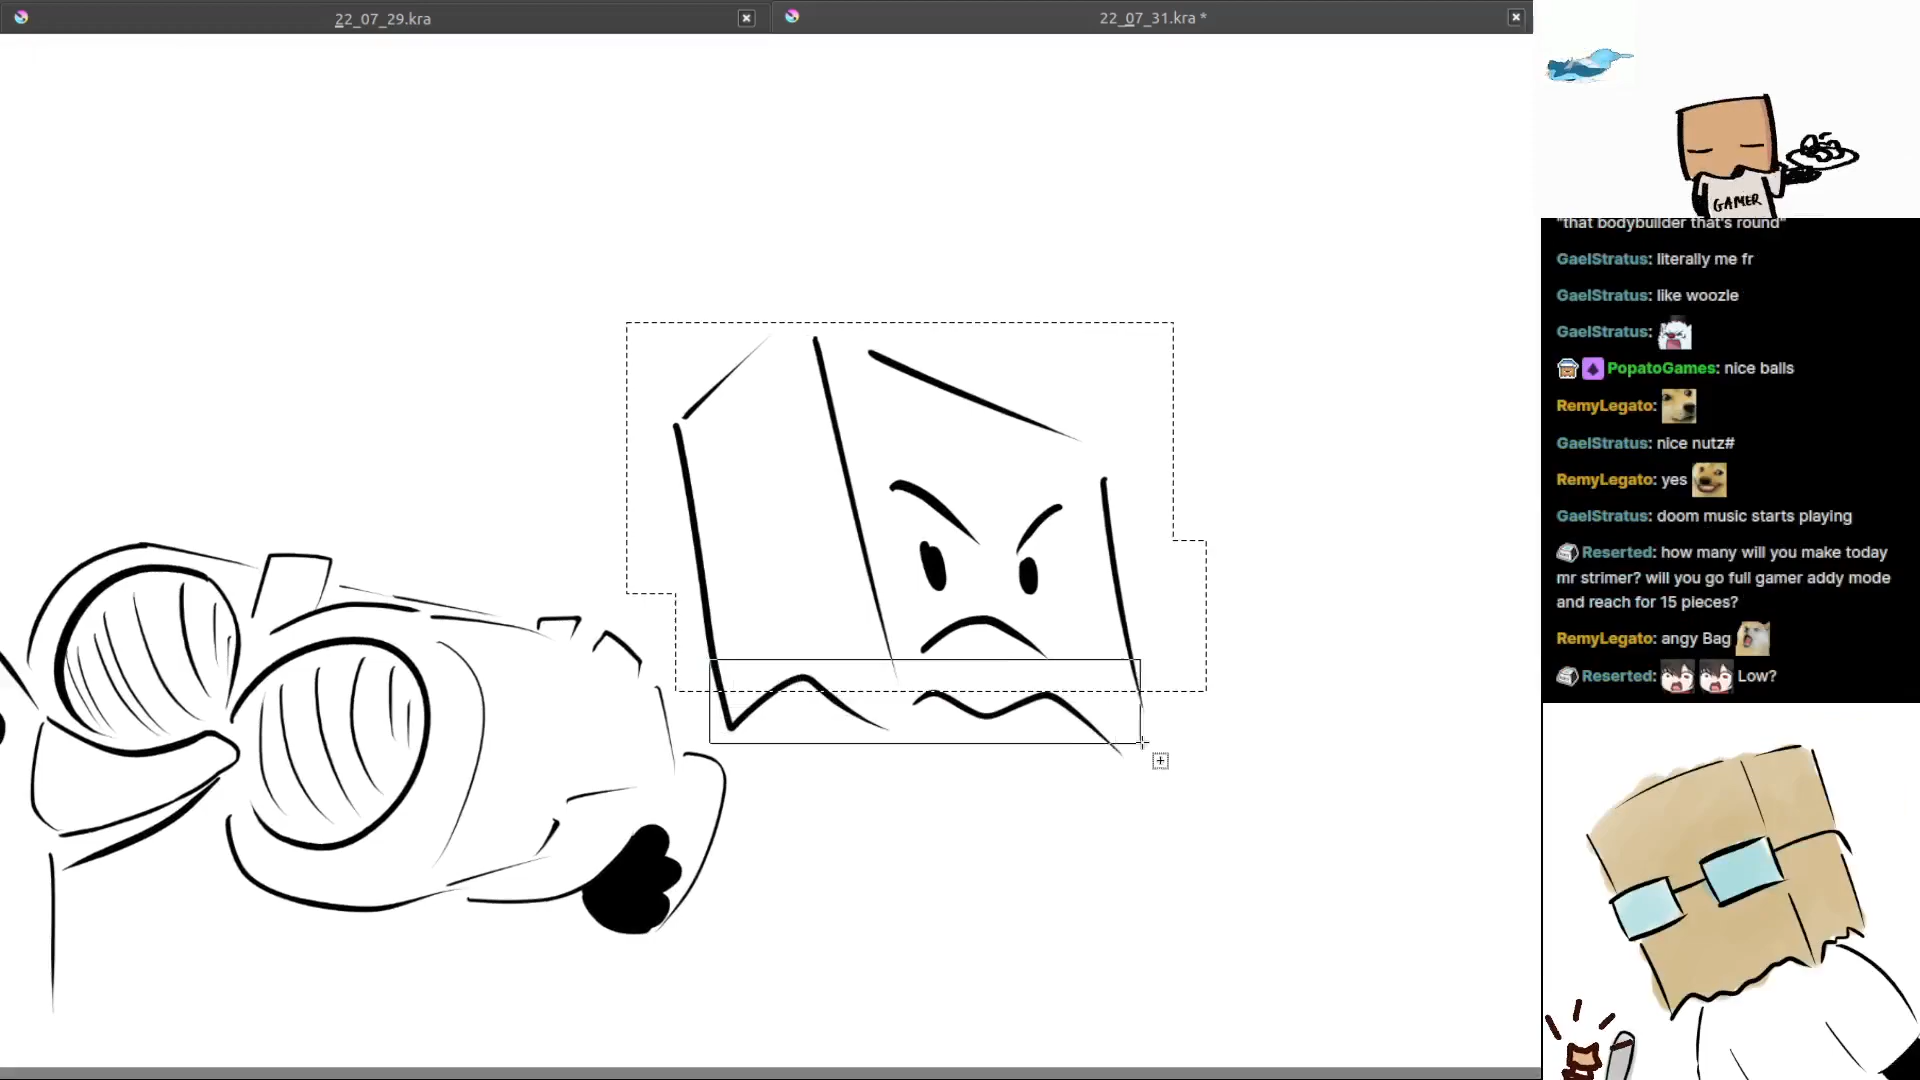 22_07_29.kra
22_07_31.kra *
GAMER
"that bodybuilder that's round"
GaelStratus: literally me fr
GaelStratus: like woozle
GaelStratus:
PopatoGames: nice balls
RemyLegato:
GaelStratus: nice nutz#
RemyLegato: yes
GaelStratus: doom music starts playing
Reserted: how many will you make today
mr strimer? will you go full gamer addy mode
and reach for 15 pieces?
RemyLegato: angy Bag
Reserted: Low?